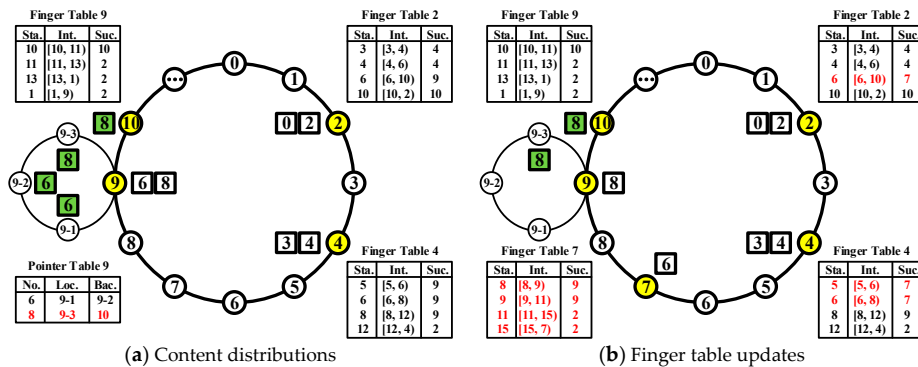 Finger Table 9
Sta. Int. Suc.
10 [10, 11) 10
11 [11, 13) 2
13 [13, 1) 2
1 [1, 9) 2
Finger Table 2
Sta. Int. Suc.
3 [3, 4) 4
4 [4, 6) 4
6 [6, 10) 9
10 [10, 2) 10
...
0
1
8
10
0 2
2
9-3
8
9-2
6
9
6 8
3
6
9-1
8
3 4
4
7
6
5
Pointer Table 9
No. Loc. Bac.
6 9-1 9-2
8 9-3 10
Finger Table 4
Sta. Int. Suc.
5 [5, 6) 9
6 [6, 8) 9
8 [8, 12) 9
12 [12, 4) 2
(a) Content distributions
Finger Table 9
Sta. Int. Suc.
10 [10, 11) 10
11 [11, 13) 2
13 [13, 1) 2
1 [1, 9) 2
Finger Table 2
Sta. Int. Suc.
3 [3, 4) 4
4 [4, 6) 4
6 [6, 10) 7
10 [10, 2) 10
...
0
1
8
10
0 2
2
9-3
8
9-2
9
8
3
9-1
8
3 4
4
6
7
6
5
Finger Table 7
Sta. Int. Suc.
8 [8, 9) 9
9 [9, 11) 9
11 [11, 15) 2
15 [15, 7) 2
Finger Table 4
Sta. Int. Suc.
5 [5, 6) 7
6 [6, 8) 7
8 [8, 12) 9
12 [12, 4) 2
(b) Finger table updates